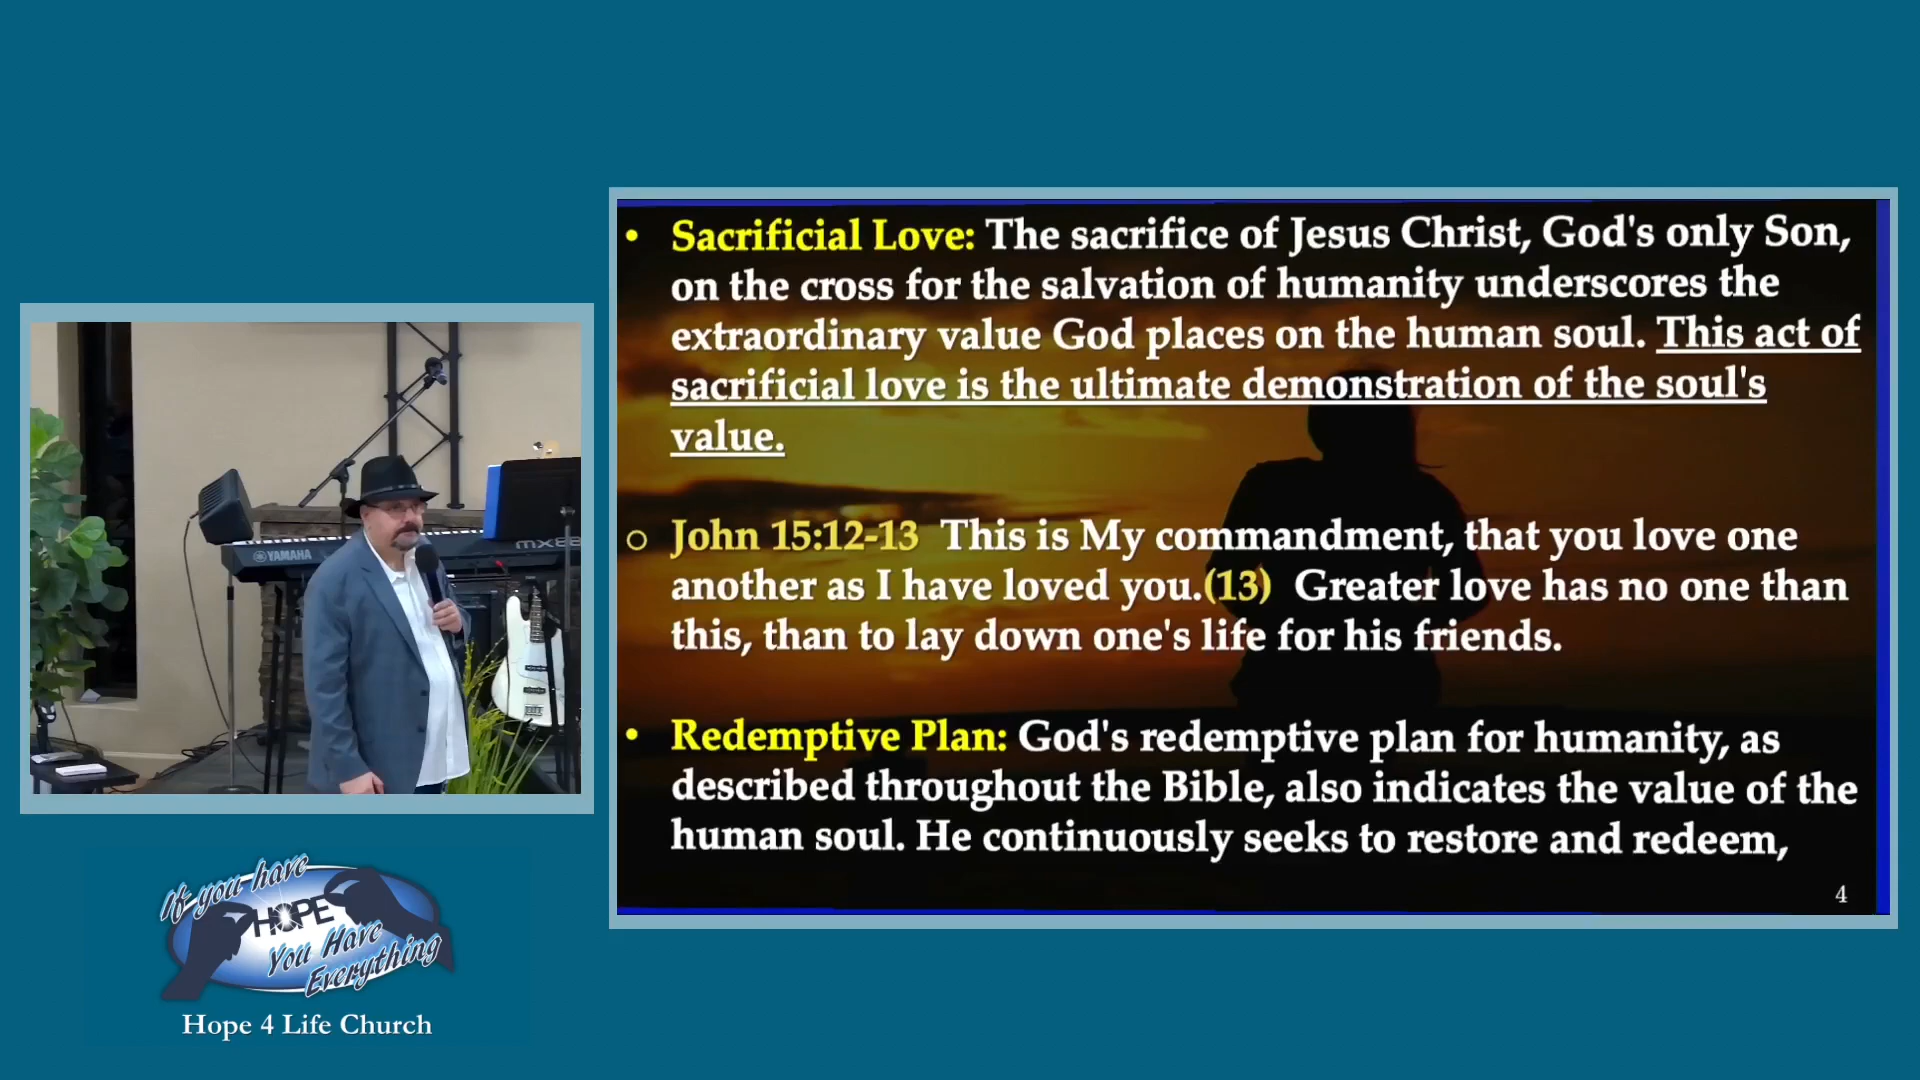 • Sacrificial Love: The sacrifice of Jesus Christ, God's only Son,
on the cross for the salvation of humanity underscores the
extraordinary value God places on the human soul. This act of
sacrificial love is the ultimate demonstration of the soul's
value.
○ John 15:12-13 This is My commandment, that you love one
another as I have loved you.(13) Greater love has no one than
this, than to lay down one's life for his friends.
• Redemptive Plan: God's redemptive plan for humanity, as
described throughout the Bible, also indicates the value of the
human soul. He continuously seeks to restore and redeem,
4
YAMAHA
MX88
If you have
HOPE
You Have
Everything
Hope 4 Life Church